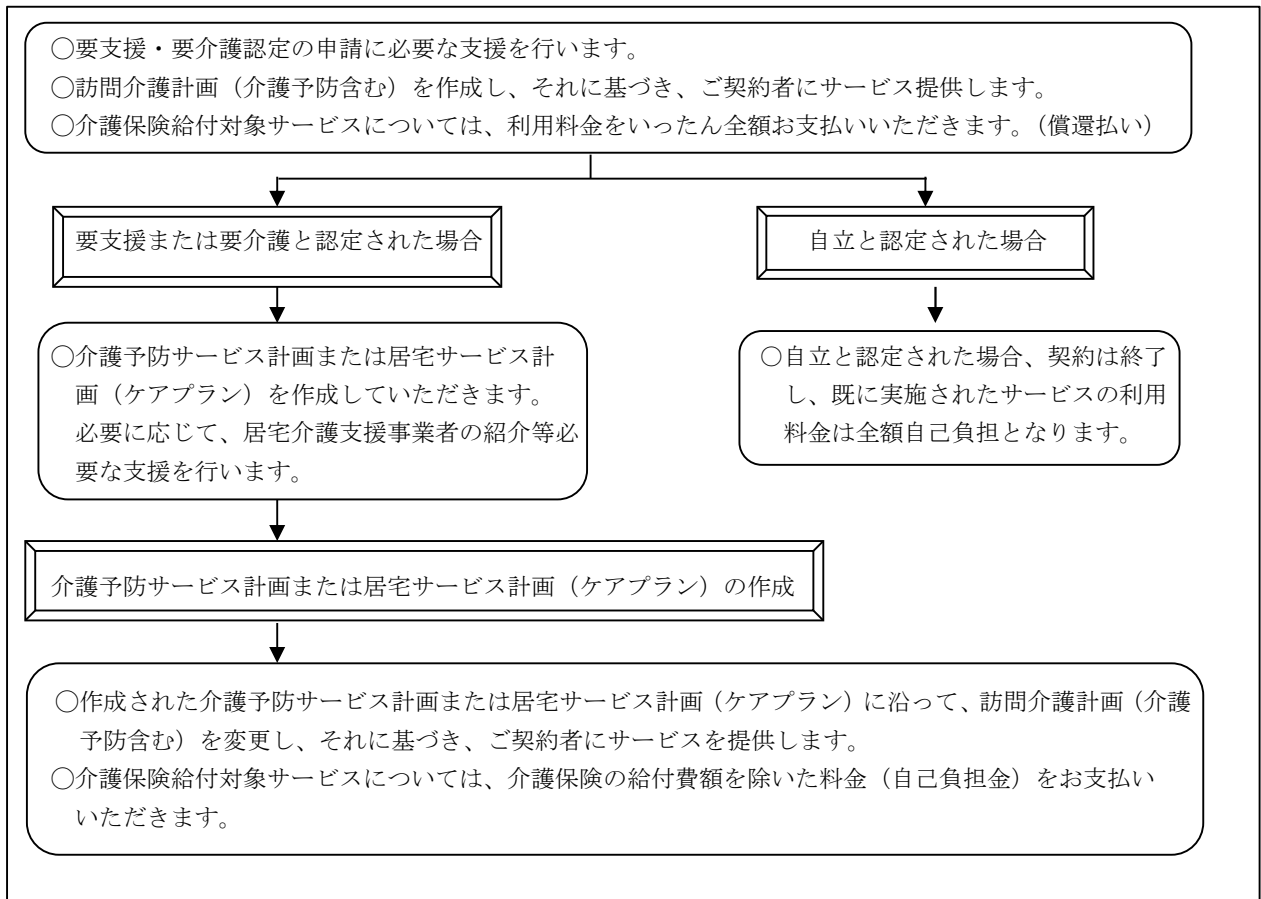 ○要支援・要介護認定の申請に必要な支援を行います。
○訪問介護計画（介護予防含む）を作成し、それに基づき、ご契約者にサービス提供します。
○介護保険給付対象サービスについては、利用料金をいったん全額お支払いいただきます。（償還払い）
要支援または要介護と認定された場合
自立と認定された場合
○介護予防サービス計画または居宅サービス計
画（ケアプラン）を作成していただきます。
必要に応じて、居宅介護支援事業者の紹介等必
要な支援を行います。
○自立と認定された場合、契約は終了
し、既に実施されたサービスの利用
料金は全額自己負担となります。
介護予防サービス計画または居宅サービス計画（ケアプラン）の作成
○作成された介護予防サービス計画または居宅サービス計画（ケアプラン）に沿って、訪問介護計画（介護
予防含む）を変更し、それに基づき、ご契約者にサービスを提供します。
○介護保険給付対象サービスについては、介護保険の給付費額を除いた料金（自己負担金）をお支払い
いただきます。